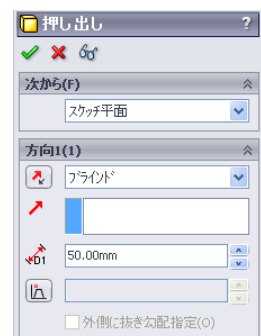 押し出し ?
次から(F)
スケッチ平面
方向1(1)
ブラインド
D1 50.00mm
外側に抜き勾配指定(O)